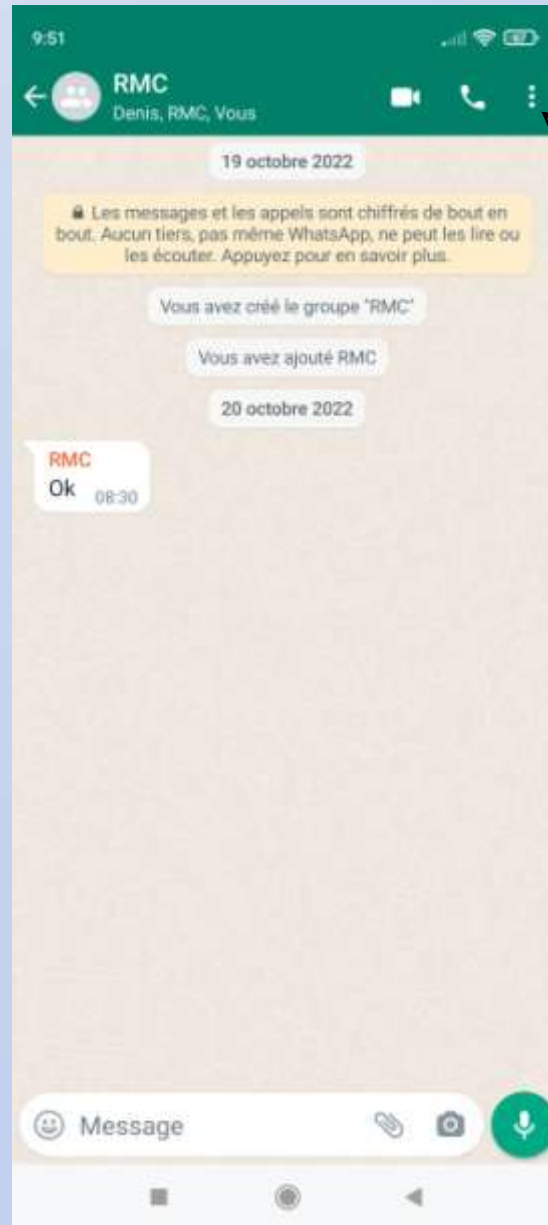 9:51
RMC
Denis, RMC, Vous
19 octobre 2022
Les messages et les appels sont chiffrés de bout en
bout. Aucun tiers, pas même WhatsApp, ne peut les lire ou
les écouter. Appuyez pour en savoir plus.
Vous avez créé le groupe "RMC"
Vous avez ajouté RMC
20 octobre 2022
RMC
Ok 08:30
Message